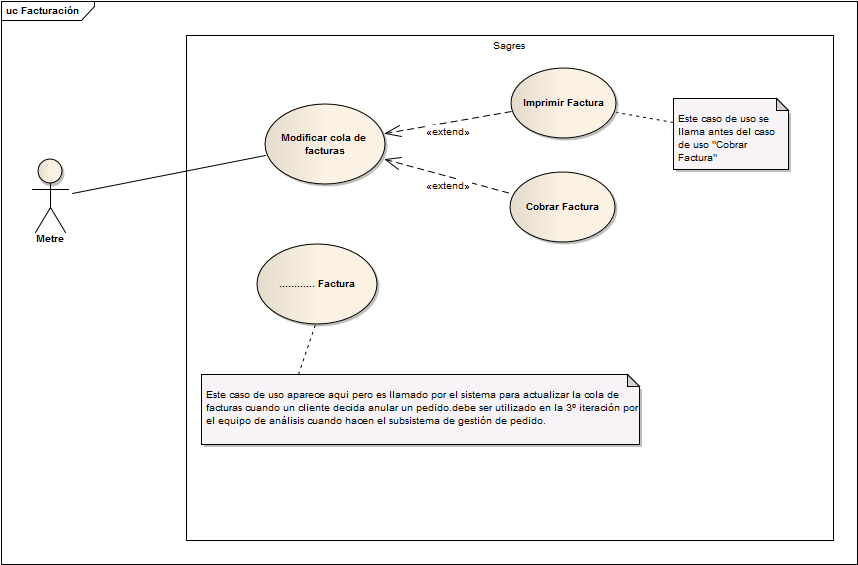 uc Facturación
Sagres
Imprimir Factura
Este caso de uso se
llama antes del caso
de uso "Cobrar
Factura"
Modificar cola de
facturas
«extend»
«extend»
Cobrar Factura
Metre
............ Factura
Este caso de uso aparece aqui pero es llamado por el sistema para actualizar la cola de
facturas cuando un cliente decida anular un pedido.debe ser utilizado en la 3º iteración por
el equipo de análisis cuando hacen el subsistema de gestión de pedido.